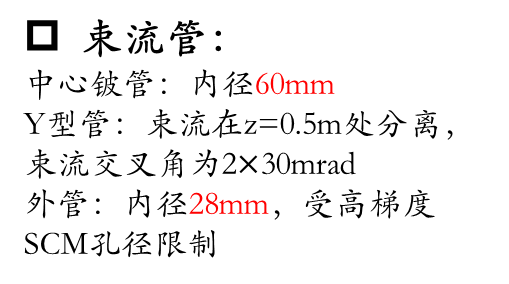 束流管：
中心铍管：内径60mm
Y型管：束流在z=0.5m处分离，
束流交叉角为2×30mrad
外管：内径28mm，受高梯度
SCM孔径限制